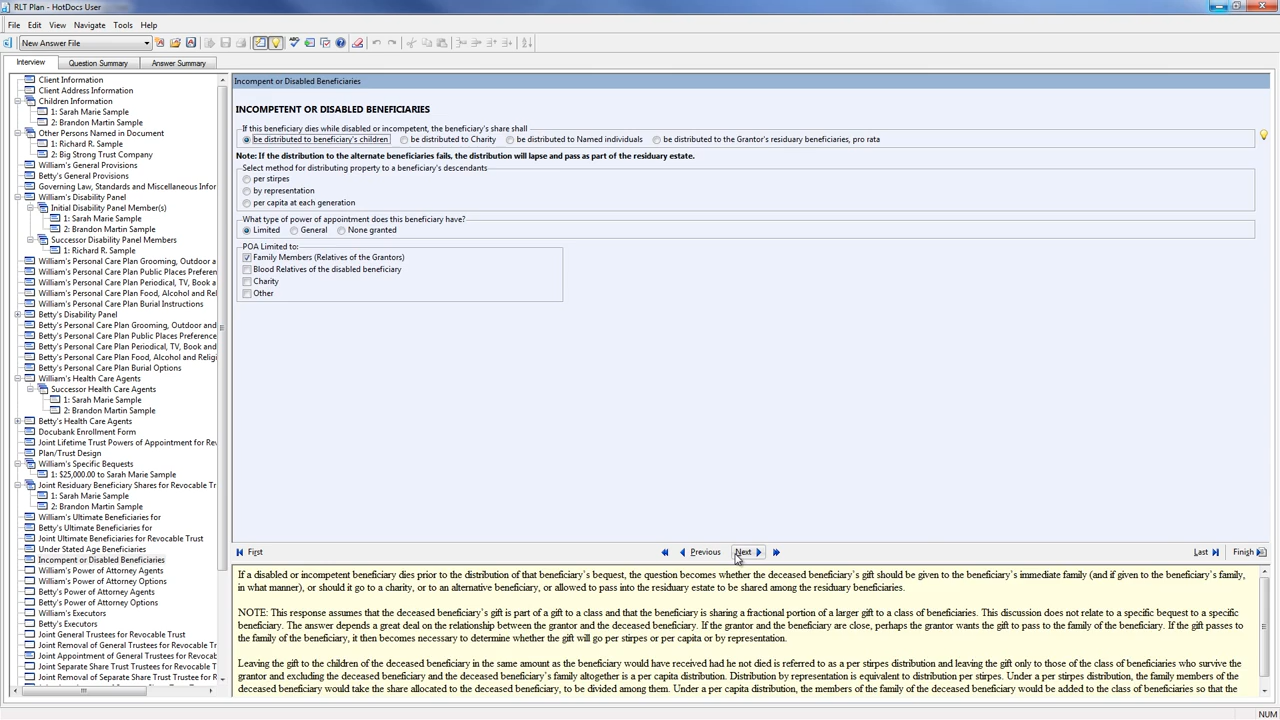 RLT Plan - HotDocs User
File Edit View Navigate Tools Help
New Answer File
Interview Question Summary Answer Summary
Client Information
Client Address Information
Children Information
1: Sarah Marie Sample
2: Brandon Martin Sample
Other Persons Named in Document
1: Richard R. Sample
2: Big Strong Trust Company
William's General Provisions
Betty's General Provisions
Governing Law, Standards and Miscellaneous Infor
William's Disability Panel
Initial Disability Panel Member(s)
1: Sarah Marie Sample
2: Brandon Martin Sample
Successor Disability Panel Members
1: Richard R. Sample
William's Personal Care Plan Grooming, Outdoor a
William's Personal Care Plan Public Places Preferen
William's Personal Care Plan Periodical, TV, Book a
William's Personal Care Plan Food, Alcohol and Rel
William's Personal Care Plan Burial Instructions
Betty's Disability Panel
Betty's Personal Care Plan Grooming, Outdoor and
Betty's Personal Care Plan Public Places Preference
Betty's Personal Care Plan Periodical, TV, Book and
Betty's Personal Care Plan Food, Alcohol and Religi
Betty's Personal Care Plan Burial Options
William's Health Care Agents
Successor Health Care Agents
1: Sarah Marie Sample
2: Brandon Martin Sample
Betty's Health Care Agents
Docubank Enrollment Form
Joint Lifetime Trust Powers of Appointment for Rev
Plan/Trust Design
William's Specific Bequests
1: $25,000.00 to Sarah Marie Sample
Joint Residuary Beneficiary Shares for Revocable Tr
1: Sarah Marie Sample
2: Brandon Martin Sample
William's Ultimate Beneficiaries for
Betty's Ultimate Beneficiaries for
Joint Ultimate Beneficiaries for Revocable Trust
Under Stated Age Beneficiaries
Incompent or Disabled Beneficiaries
William's Power of Attorney Agents
William's Power of Attorney Options
Betty's Power of Attorney Agents
Betty's Power of Attorney Options
William's Executors
Betty's Executors
Joint General Trustees for Revocable Trust
Joint Removal of General Trustees for Revocable T
Joint Separate Share Trust Trustees for Revocable
Joint Removal of Separate Share Trust Trustees for
Incompent or Disabled Beneficiaries
INCOMPETENT OR DISABLED BENEFICIARIES
If this beneficiary dies while disabled or incompetent, the beneficiary's share shall
be distributed to beneficiary's children be distributed to Charity be distributed to Named individuals be distributed to the Grantor's residuary beneficiaries, pro rata
Note: If the distribution to the alternate beneficiaries fails, the distribution will lapse and pass as part of the residuary estate.
Select method for distributing property to a beneficiary's descendants
per stirpes
by representation
per capita at each generation
What type of power of appointment does this beneficiary have?
Limited General None granted
POA Limited to:
Family Members (Relatives of the Grantors)
Blood Relatives of the disabled beneficiary
Charity
Other
First Previous Next Last Finish
If a disabled or incompetent beneficiary dies prior to the distribution of that beneficiary's bequest, the question becomes whether the deceased beneficiary's gift should be given to the beneficiary's immediate family (and if given to the beneficiary's family,
in what manner), or should it go to a charity, or to an alternative beneficiary, or allowed to pass into the residuary estate to be shared among the residuary beneficiaries.
NOTE: This response assumes that the deceased beneficiary's gift is part of a gift to a class and that the beneficiary is sharing a fractional portion of a larger gift to a class of beneficiaries. This discussion does not relate to a specific bequest to a specific
beneficiary. The answer depends a great deal on the relationship between the grantor and the deceased beneficiary. If the grantor and the beneficiary are close, perhaps the grantor wants the gift to pass to the family of the beneficiary. If the gift passes to
the family of the beneficiary, it then becomes necessary to determine whether the gift will go per stirpes or per capita or by representation.
Leaving the gift to the children of the deceased beneficiary in the same amount as the beneficiary would have received had he not died is referred to as a per stirpes distribution and leaving the gift only to those of the class of beneficiaries who survive the
grantor and excluding the deceased beneficiary and the deceased beneficiary's family altogether is a per capita distribution. Distribution by representation is equivalent to distribution per stirpes. Under a per stirpes distribution, the family members of the
deceased beneficiary would take the share allocated to the deceased beneficiary, to be divided among them. Under a per capita distribution, the members of the family of the deceased beneficiary would be added to the class of beneficiaries so that the
NUM